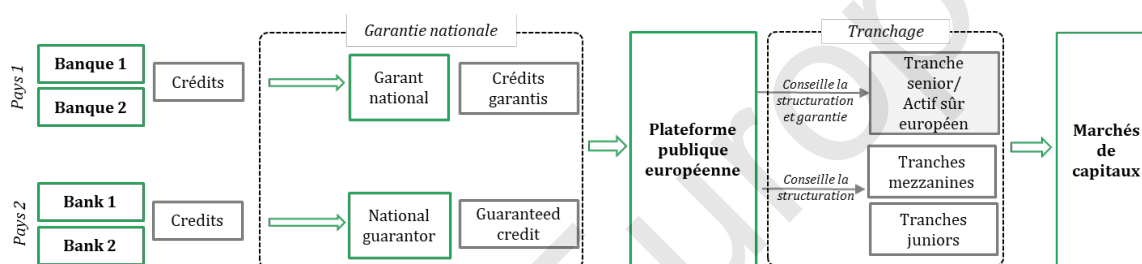 Garantie nationale
Tranchage
Pays 1
Banque 1
Banque 2
Crédits
Garant
national
Crédits
garantis
Plateforme
publique
européenne
Conseille la
structuration
et garantie
Tranche
senior/
Actif sûr
européen
Marchés
de
capitaux
Tranches
mezzanines
Conseille la
structuration
Tranches
juniors
Pays 2
Bank 1
Bank 2
Credits
National
guarantor
Guaranteed
credit